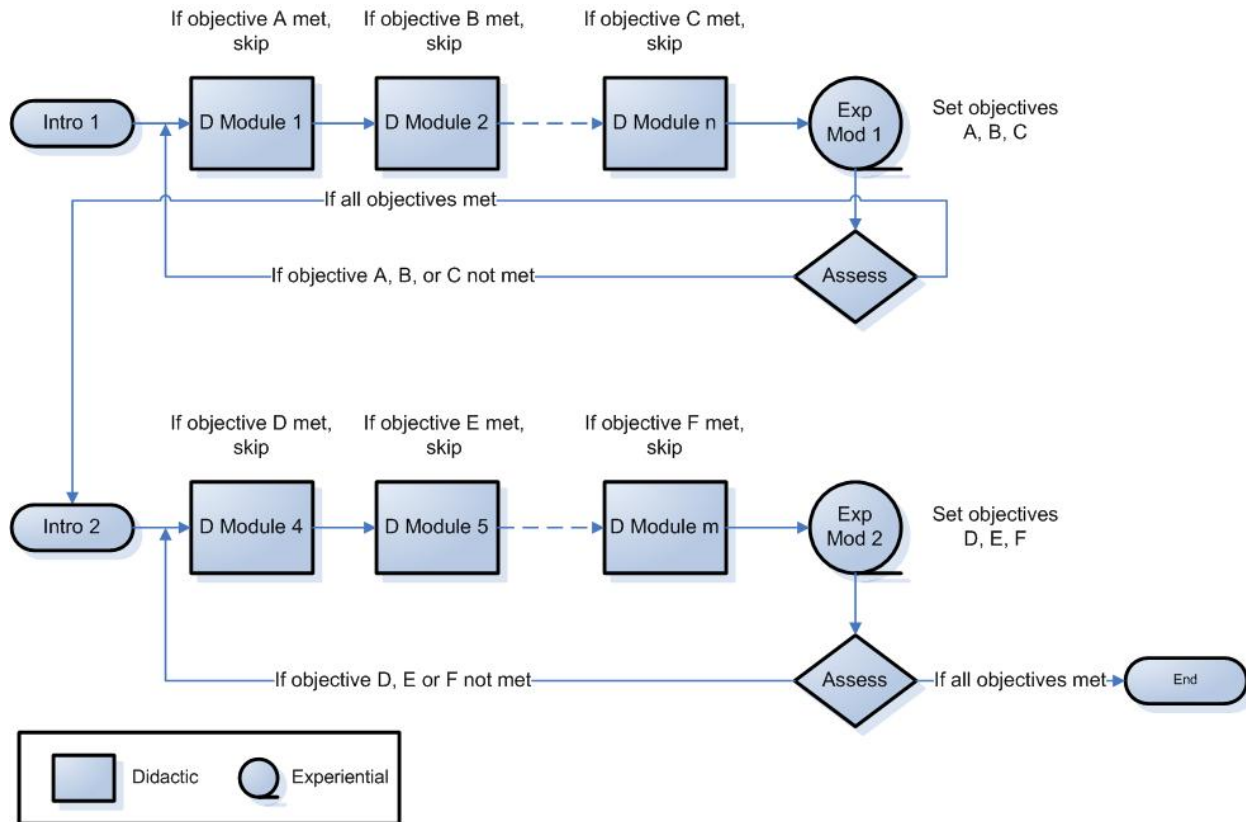 If objective A met,
skip
If objective B met,
skip
If objective C met,
skip
Intro 1
D Module 1
D Module 2
D Module n
Exp
Mod 1
Set objectives
A, B, C
If all objectives met
If objective A, B, or C not met
Assess
If objective D met,
skip
If objective E met,
skip
If objective F met,
skip
Intro 2
D Module 4
D Module 5
D Module m
Exp
Mod 2
Set objectives
D, E, F
If objective D, E or F not met
Assess
If all objectives met
End
Didactic
Experiential